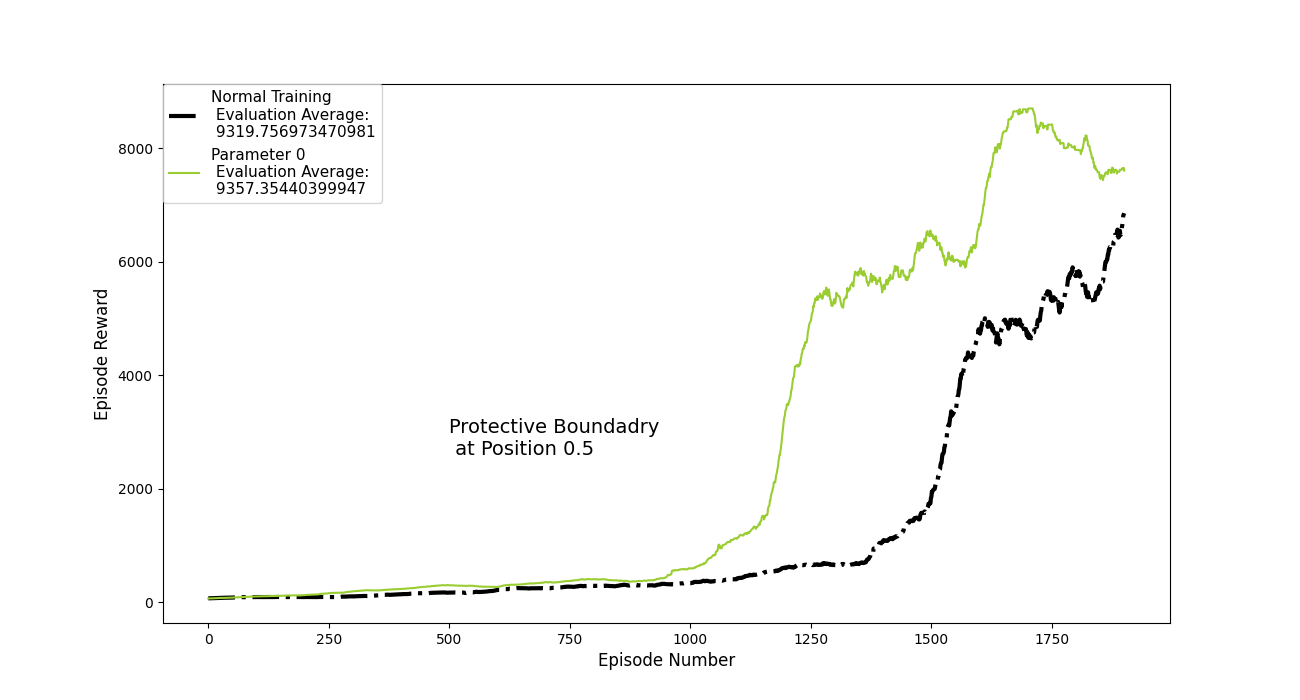 Normal Training
Evaluation Average:
9319.756973470981
Parameter 0
Evaluation Average:
9357.35440399947
8000
6000
4000
2000
0
Episode Reward
Protective Boundadry
at Position 0.5
0 250 500 750 1000 1250 1500 1750
Episode Number